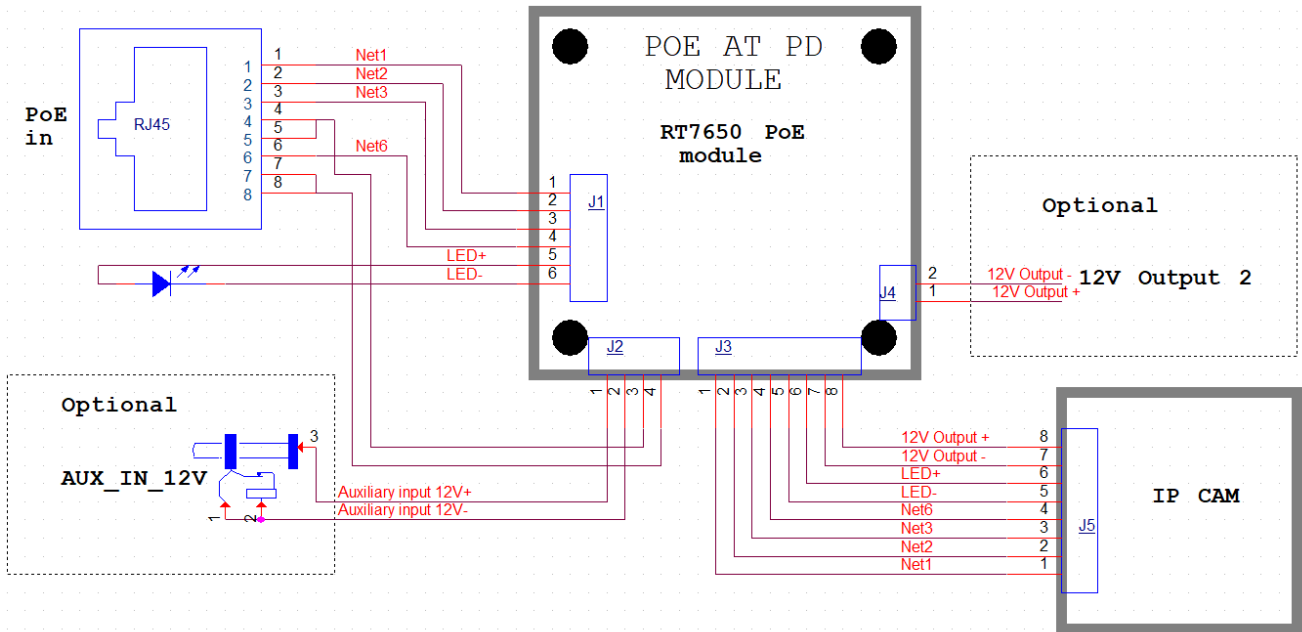 POE AT PD
MODULE
RT7650 PoE
module
PoE
in
RJ45
1
2
3
4
5
6
7
8
1
2
3
4
5
6
7
8
Net1
Net2
Net3
Net6
LED+
LED-
1
2
3
4
5
6
J1
Optional
12V Output -
12V Output +
12V Output 2
2
1
J4
J2
1
2
3
4
J3
1
2
3
4
5
6
7
8
Optional
AUX_IN_12V
3
1
2
Auxiliary input 12V+
Auxiliary input 12V-
12V Output +
12V Output -
LED+
LED-
Net6
Net3
Net2
Net1
8
7
6
5
4
3
2
1
J5
IP CAM